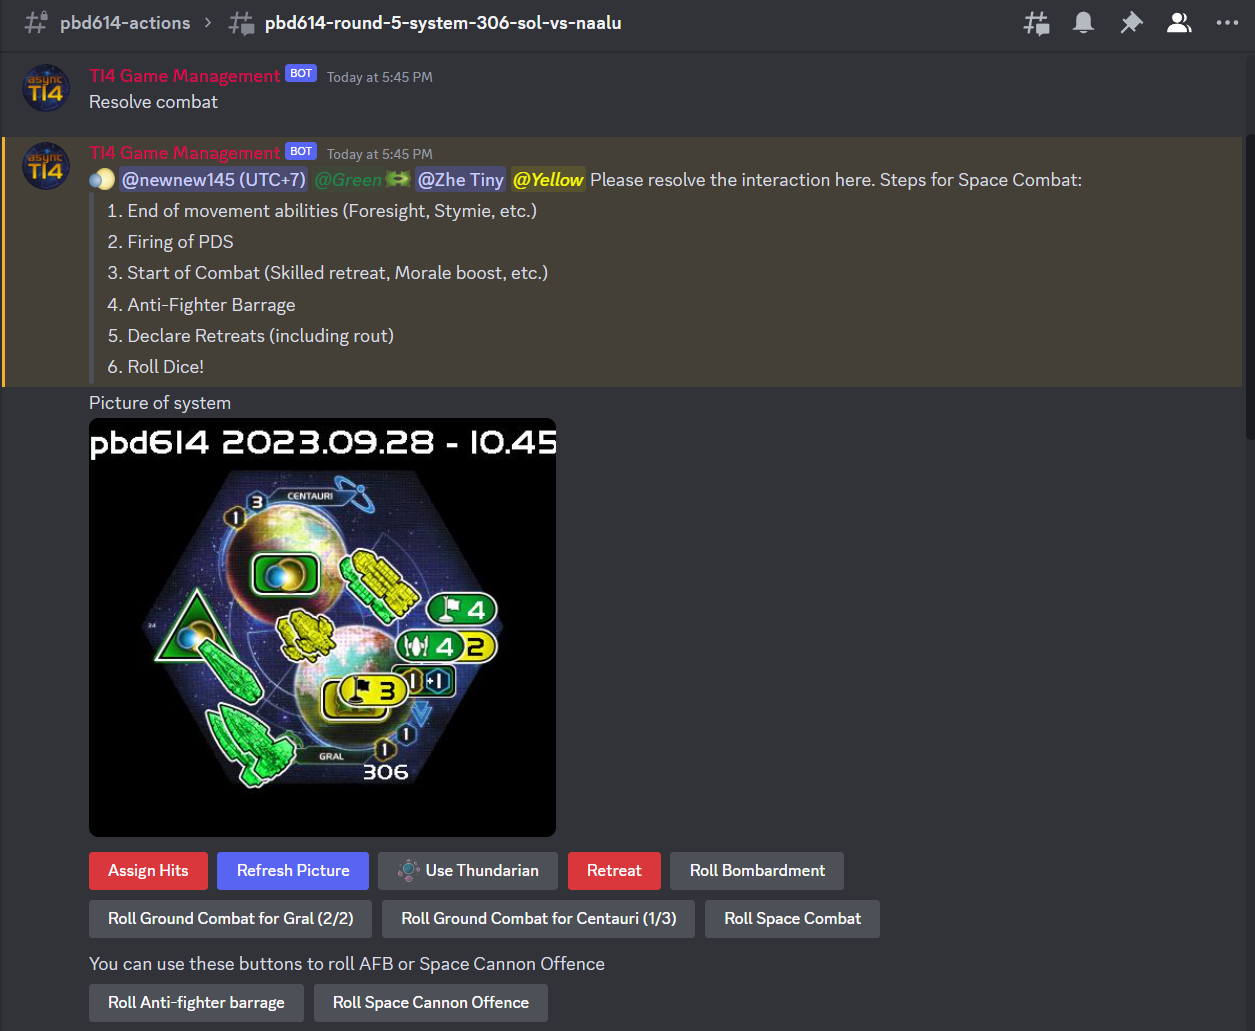 pbd614-actions > pbd614-round-5-system-306-sol-vs-naalu
async TI4
TI4 Game Management BOT Today at 5:45 PM
Resolve combat
async TI4
TI4 Game Management BOT Today at 5:45 PM
@newnew145 (UTC+7) @Green @Zhe Tiny @Yellow Please resolve the interaction here. Steps for Space Combat:
1. End of movement abilities (Foresight, Stymie, etc.)
2. Firing of PDS
3. Start of Combat (Skilled retreat, Morale boost, etc.)
4. Anti-Fighter Barrage
5. Declare Retreats (including rout)
6. Roll Dice!
Picture of system
pbd614 2023.09.28 - 10.45
3 CENTAURI
1
4
34
4 2
1 +1
3
1
GRAL 1
306
Assign Hits Refresh Picture Use Thundarian Retreat Roll Bombardment
Roll Ground Combat for Gral (2/2) Roll Ground Combat for Centauri (1/3) Roll Space Combat
You can use these buttons to roll AFB or Space Cannon Offence
Roll Anti-fighter barrage Roll Space Cannon Offence